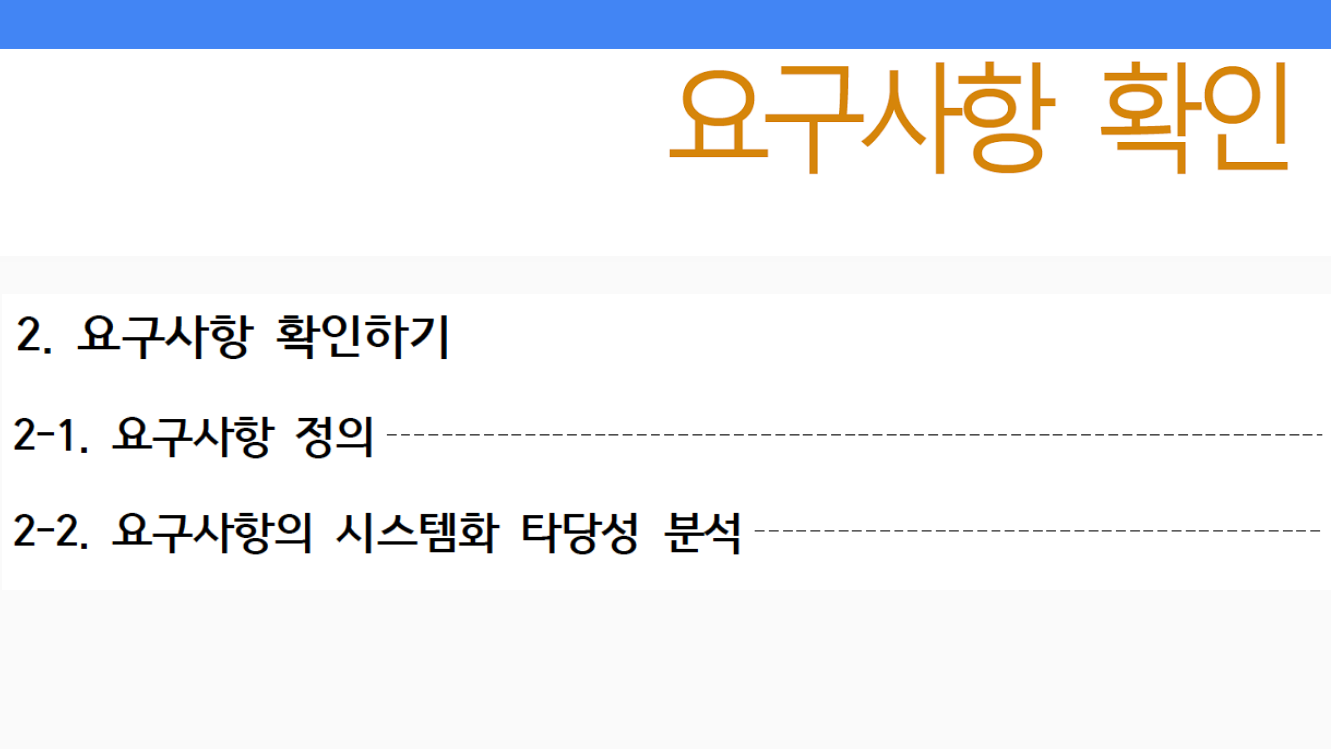 요구사항 확인
2. 요구사항 확인하기
2-1. 요구사항 정의
2-2. 요구사항의 시스템화 타당성 분석